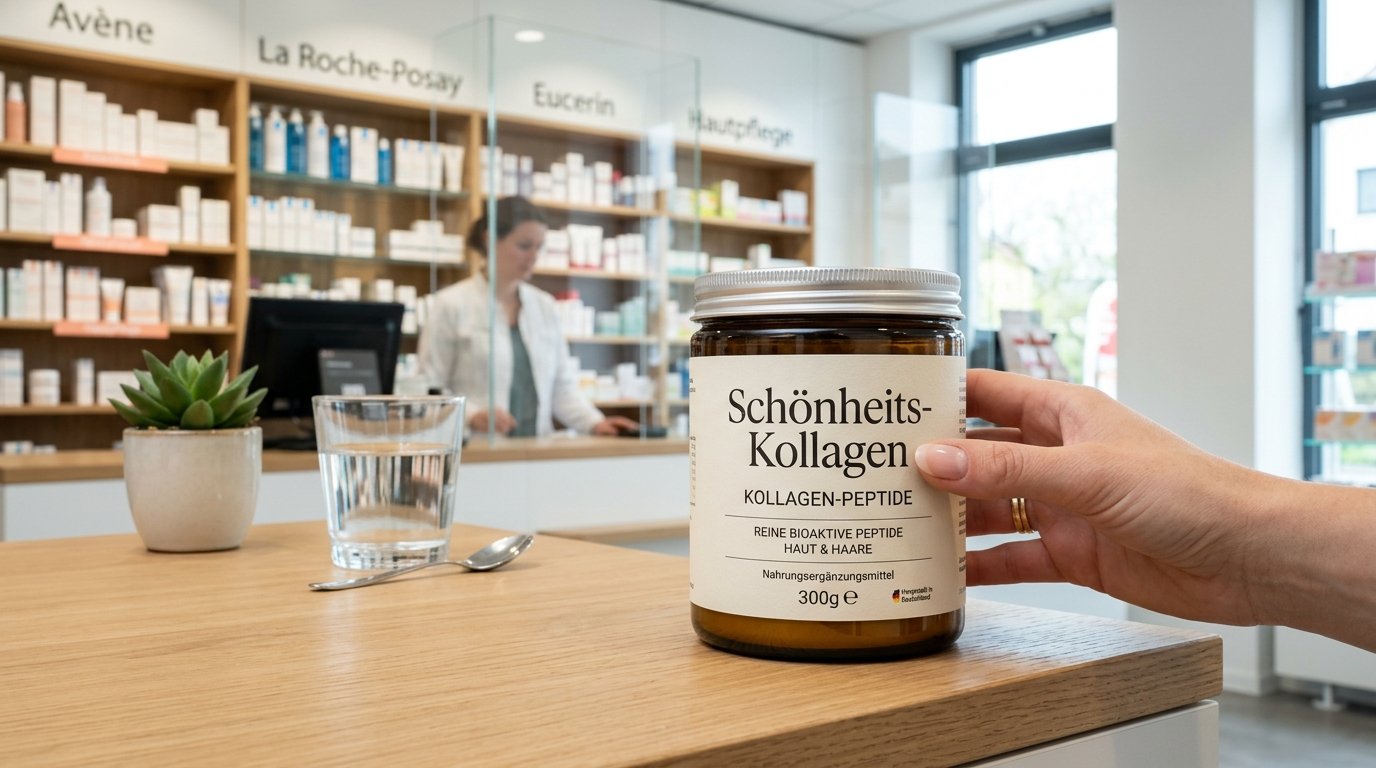 Avène
La Roche-Posay
Eucerin
Hautpflege
Schönheits-
Kollagen
KOLLAGEN-PEPTIDE
REINE BIOAKTIVE PEPTIDE
HAUT & HAARE
Nahrungsergänzungsmittel
300g ℮